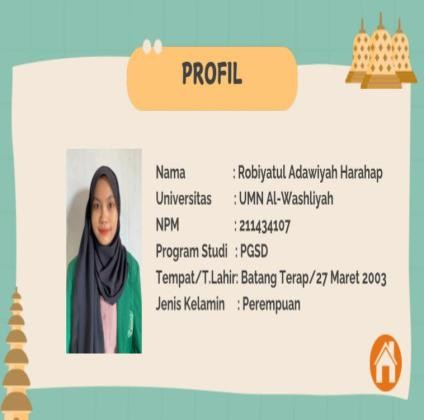 PROFIL
Nama : Robiyatul Adawiyah Harahap
Universitas : UMN Al-Washliyah
NPM : 211434107
Program Studi : PGSD
Tempat/T.Lahir: Batang Terap/27 Maret 2003
Jenis Kelamin : Perempuan